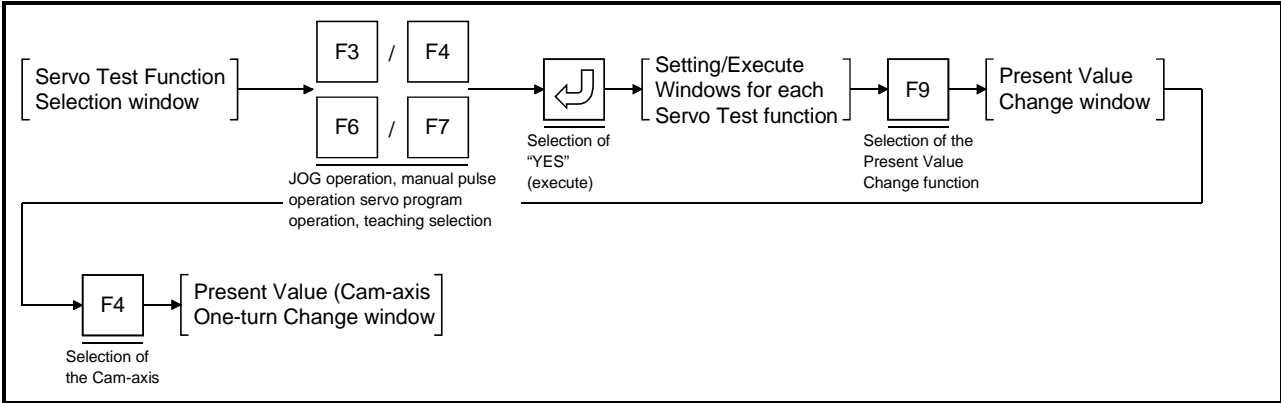 Servo Test Function
Selection window
F3 / F4
F6 / F7
JOG operation, manual pulse
operation servo program
operation, teaching selection
Selection of
“YES”
(execute)
Setting/Execute
Windows for each
Servo Test function
F9
Selection of the
Present Value
Change function
Present Value
Change window
F4
Selection of
the Cam-axis
Present Value (Cam-axis
One-turn Change window